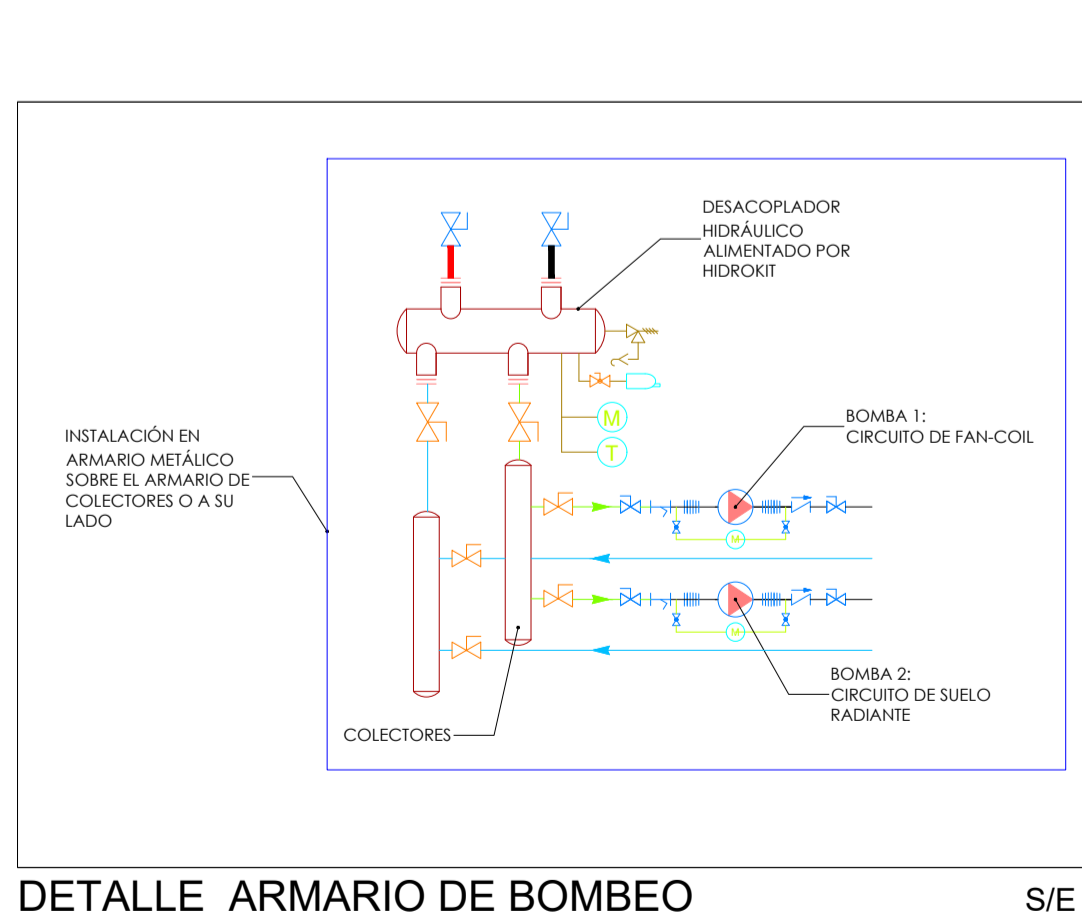 DESACOPLADOR
HIDRÁULICO
ALIMENTADO POR
HIDROKIT
M
T
BOMBA 1:
CIRCUITO DE FAN-COIL
INSTALACIÓN EN
ARMARIO METÁLICO
SOBRE EL ARMARIO DE
COLECTORES O A SU
LADO
M
M
BOMBA 2:
CIRCUITO DE SUELO
RADIANTE
COLECTORES
DETALLE ARMARIO DE BOMBEO
S/E